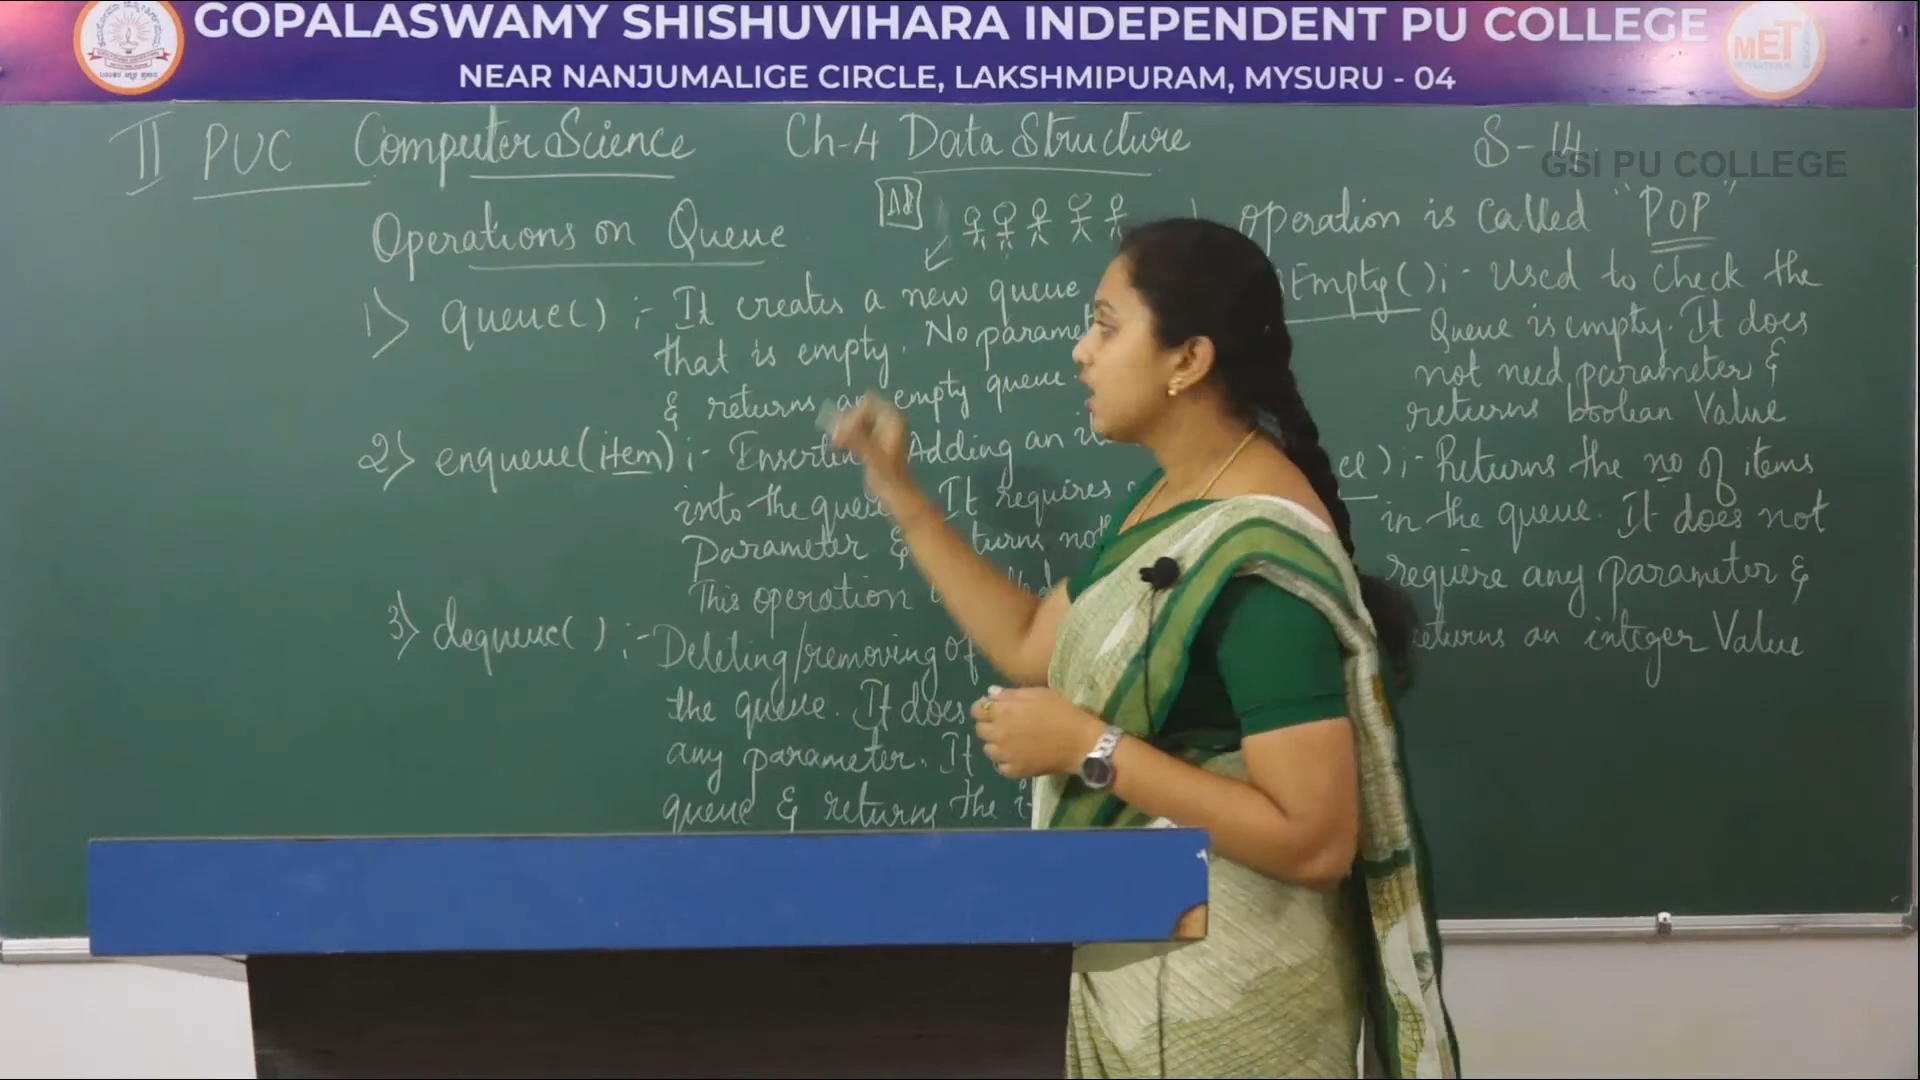 GOPALASWAMY SHISHUVIHARA INDEPENDENT PU COLLEGE
MET
NEAR NANJUMALIGE CIRCLE, LAKSHMIPURAM, MYSURU - 04
II PUC Computer Science Ch-4 Data Structure S-14
GSI PU COLLEGE
Operations on Queue
1) queue() ;- It creates a new queue
that is empty. No paramet
& returns an empty queue.
2) enqueue(item) ;- Adding an it
into the It requires
Parameter &
This operation
3) dequeue( ) ;- Deleting/removing of
the queue. It does
any parameter. It
queue & returns the i
operation is called "POP"
Empty() ;- Used to check the
Queue is empty. It does
not need parameter &
returns boolean Value
) ;- Returns the no of items
in the queue. It does not
require any parameter &
returns an integer Value